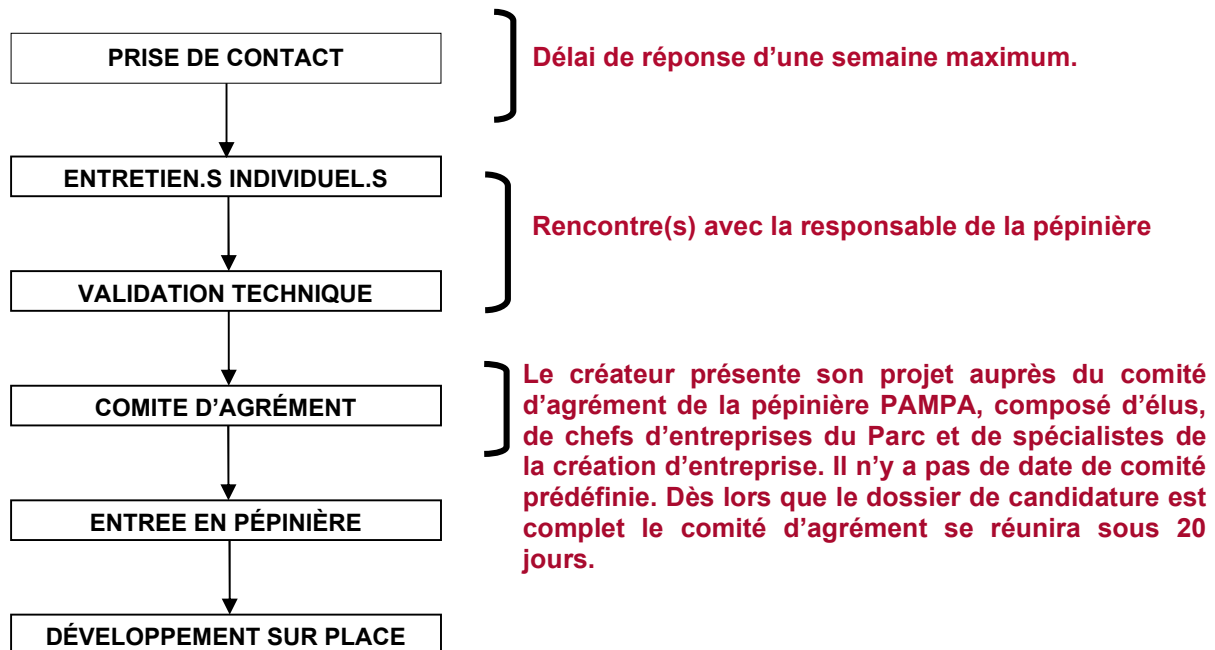 PRISE DE CONTACT
Délai de réponse d’une semaine maximum.
ENTRETIEN.S INDIVIDUEL.S
Rencontre(s) avec la responsable de la pépinière
VALIDATION TECHNIQUE
COMITE D’AGRÉMENT
Le créateur présente son projet auprès du comité
d’agrément de la pépinière PAMPA, composé d’élus,
de chefs d’entreprises du Parc et de spécialistes de
la création d’entreprise. Il n’y a pas de date de comité
prédéfinie. Dès lors que le dossier de candidature est
complet le comité d’agrément se réunira sous 20
jours.
ENTREE EN PÉPINIÈRE
DÉVELOPPEMENT SUR PLACE